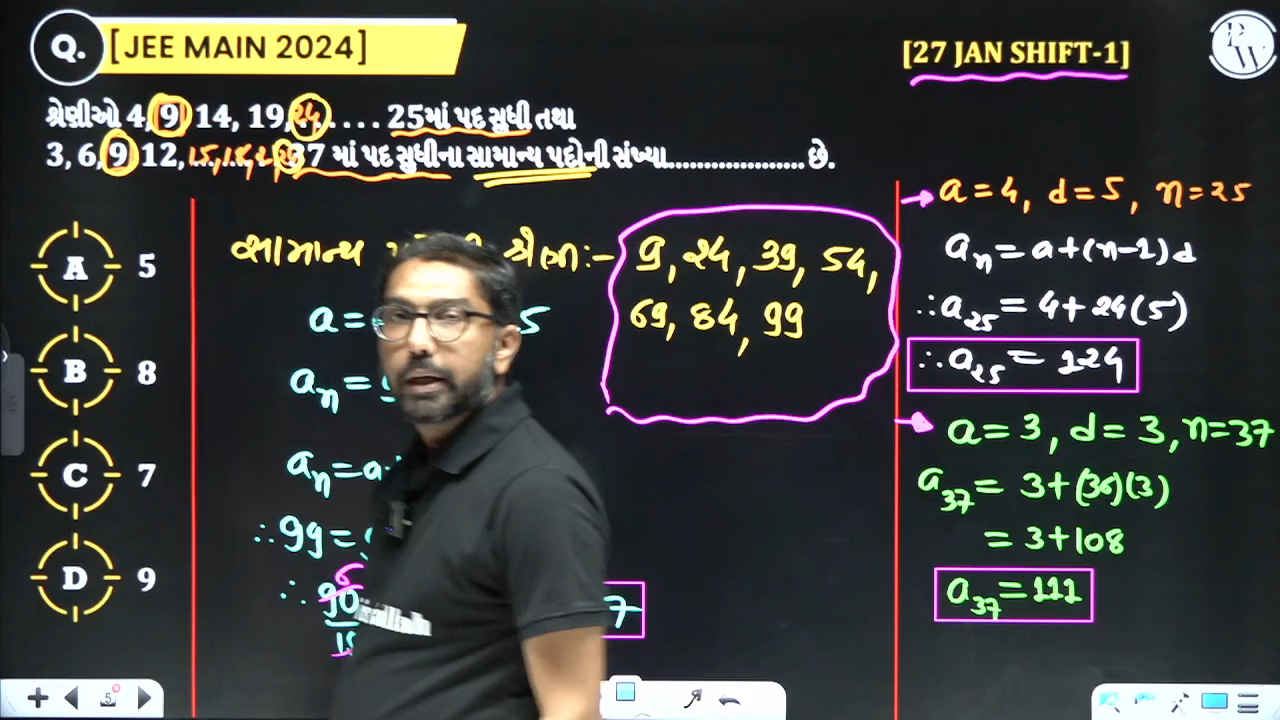 Q. [JEE MAIN 2024]
[27 JAN SHIFT-1]
PW
શ્રેણીઓ 4, 9, 14, 19, 24..... 25માં પદ સુધી તથા
3, 6, 9, 12, 15, 18, 37 માં પદ સુધીના સામાન્ય પદોની સંખ્યા.................... છે.
A 5
B 8
C 7
D 9
સામાન્ય શ્રેણી:- 9, 24, 39, 54,
69, 84, 99
a = 5
aₙ =
aₙ = a
∴ 99 =
∴ 90
6
7
→ a = 4, d = 5, n = 25
aₙ = a + (n-1)d
∴ a₂₅ = 4 + 24(5)
∴ a₂₅ = 124
→ a = 3, d = 3, n = 37
a₃₇ = 3 + (36)(3)
= 3 + 108
a₃₇ = 111